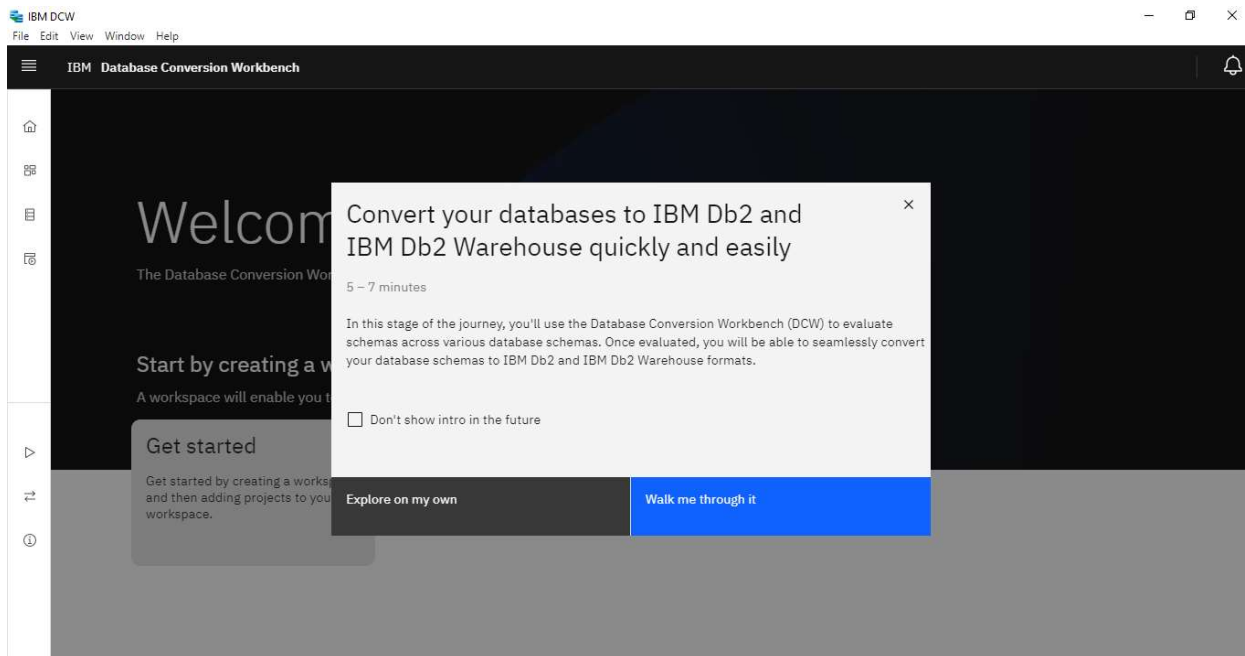 IBM DCW
File Edit View Window Help
IBM Database Conversion Workbench
Welcom
The Database Conversion Wor
Start by creating a w
A workspace will enable you t
Get started
Get started by creating a works
and then adding projects to you
workspace.
Convert your databases to IBM Db2 and
IBM Db2 Warehouse quickly and easily
5 – 7 minutes
In this stage of the journey, you'll use the Database Conversion Workbench (DCW) to evaluate
schemas across various database schemas. Once evaluated, you will be able to seamlessly convert
your database schemas to IBM Db2 and IBM Db2 Warehouse formats.
Don't show intro in the future
Explore on my own
Walk me through it